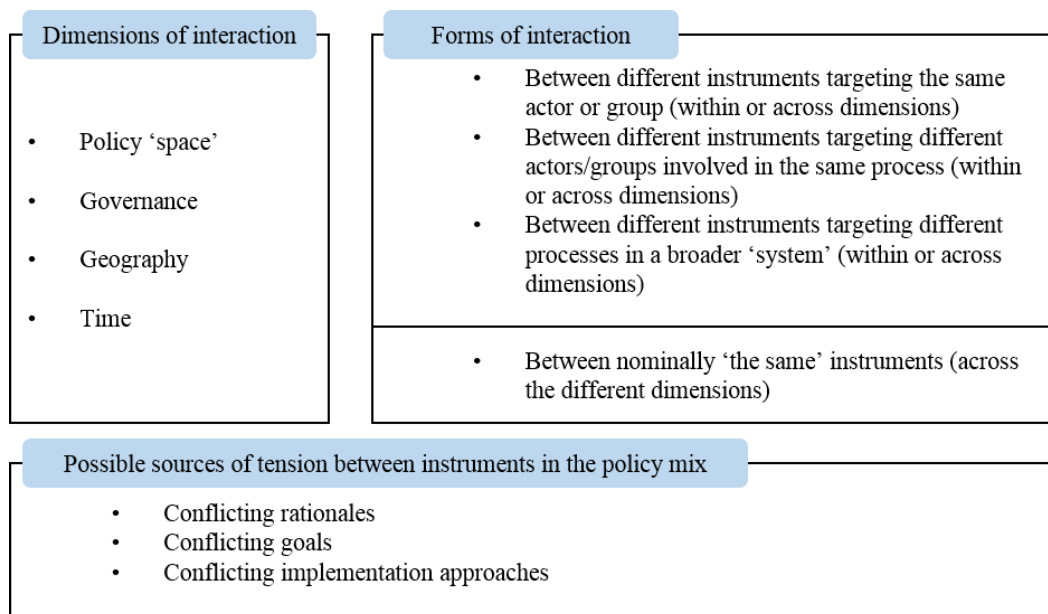 Dimensions of interaction
• Policy ‘space’
• Governance
• Geography
• Time
Forms of interaction
• Between different instruments targeting the same
actor or group (within or across dimensions)
• Between different instruments targeting different
actors/groups involved in the same process (within
or across dimensions)
• Between different instruments targeting different
processes in a broader ‘system’ (within or across
dimensions)
• Between nominally ‘the same’ instruments (across
the different dimensions)
Possible sources of tension between instruments in the policy mix
• Conflicting rationales
• Conflicting goals
• Conflicting implementation approaches